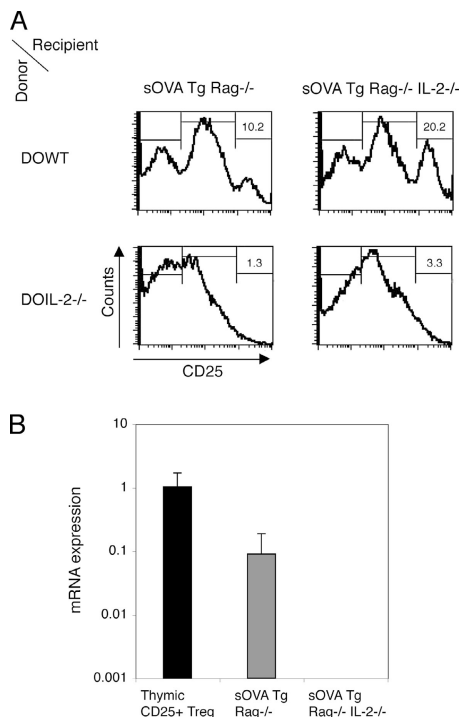 A
Recipient
Donor
sOVA Tg Rag-/-
sOVA Tg Rag-/- IL-2-/-
DOWT
10.2
20.2
DOIL-2-/-
1.3
3.3
Counts
CD25
B
mRNA expression
10
1
0.1
0.01
0.001
Thymic
CD25+ Treg
sOVA Tg
Rag-/-
sOVA Tg
Rag-/- IL-2-/-